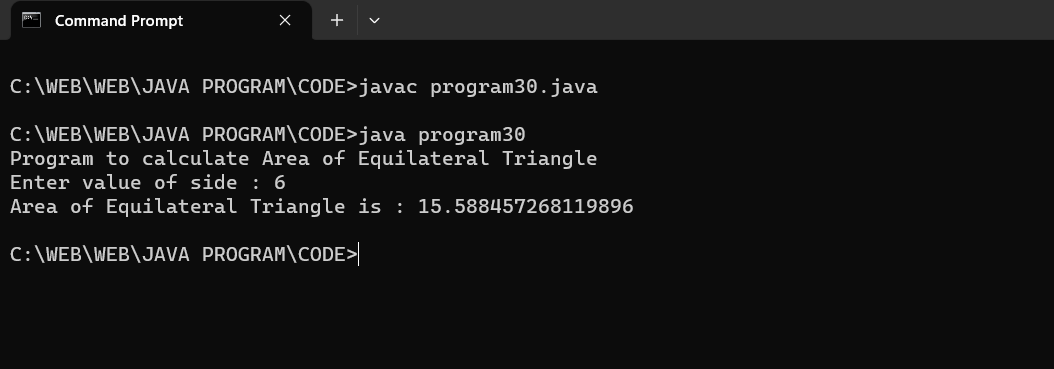 Command Prompt
C:\WEB\WEB\JAVA PROGRAM\CODE>javac program30.java
C:\WEB\WEB\JAVA PROGRAM\CODE>java program30
Program to calculate Area of Equilateral Triangle
Enter value of side : 6
Area of Equilateral Triangle is : 15.588457268119896
C:\WEB\WEB\JAVA PROGRAM\CODE>